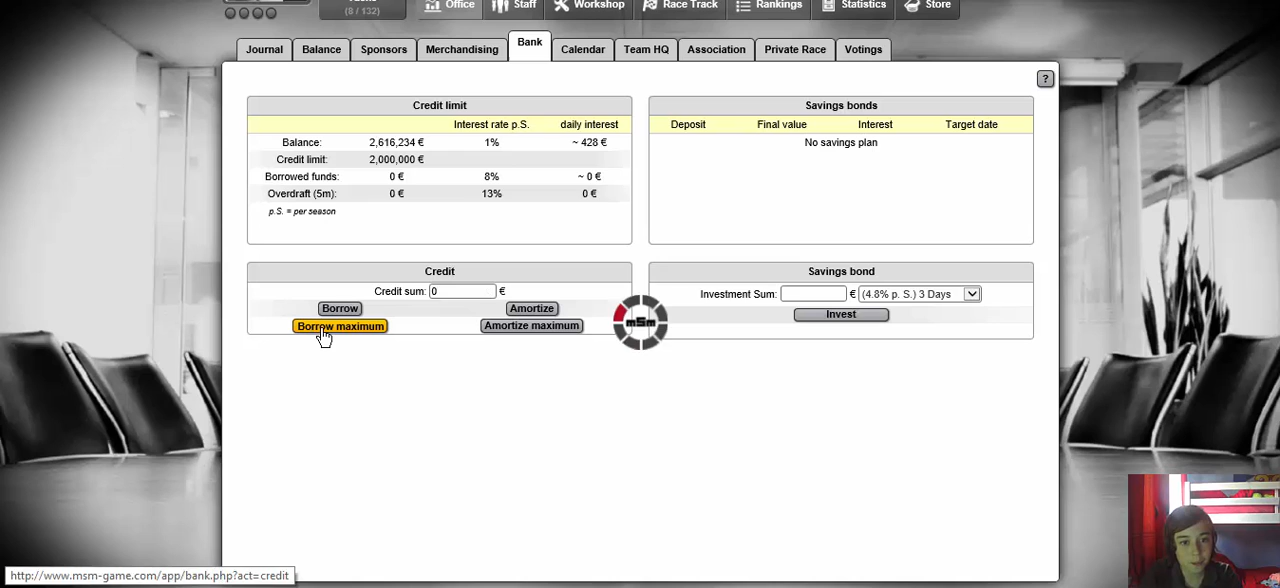 (8 / 132)
Office
Staff
Workshop
Race Track
Rankings
Statistics
Store
Journal
Balance
Sponsors
Merchandising
Bank
Calendar
Team HQ
Association
Private Race
Votings
?
Credit limit
Interest rate p.S.
daily interest
Balance:
2,616,234 €
1%
~ 428 €
Credit limit:
2,000,000 €
Borrowed funds:
0 €
8%
~ 0 €
Overdraft (5m):
0 €
13%
0 €
p.S. = per season
Savings bonds
Deposit
Final value
Interest
Target date
No savings plan
Credit
Credit sum:
0
€
Borrow
Amortize
Borrow maximum
Amortize maximum
mSm
Savings bond
Investment Sum:
€
(4.8% p. S.) 3 Days
Invest
http://www.msm-game.com/app/bank.php?act=credit